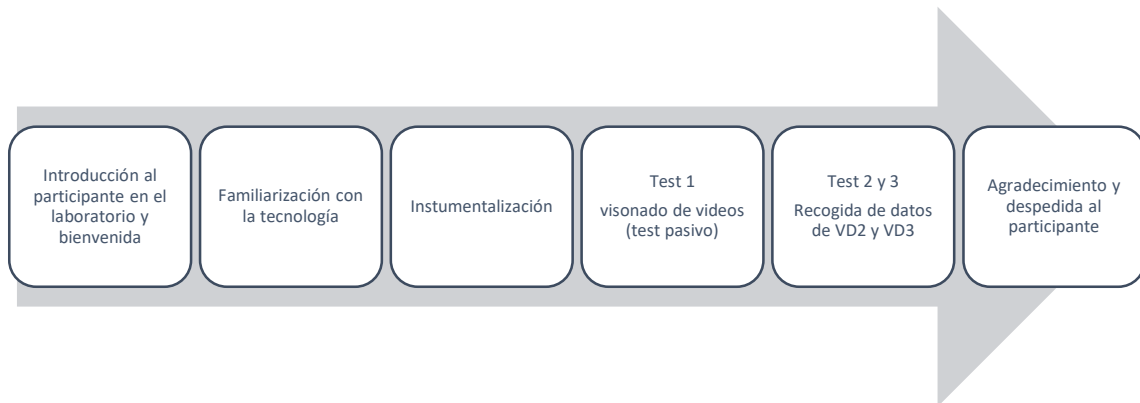 Introducción al
participante en el
laboratorio y
bienvenida
Familiarización con
la tecnología
Instumentalización
Test 1
visonado de videos
(test pasivo)
Test 2 y 3
Recogida de datos
de VD2 y VD3
Agradecimiento y
despedida al
participante